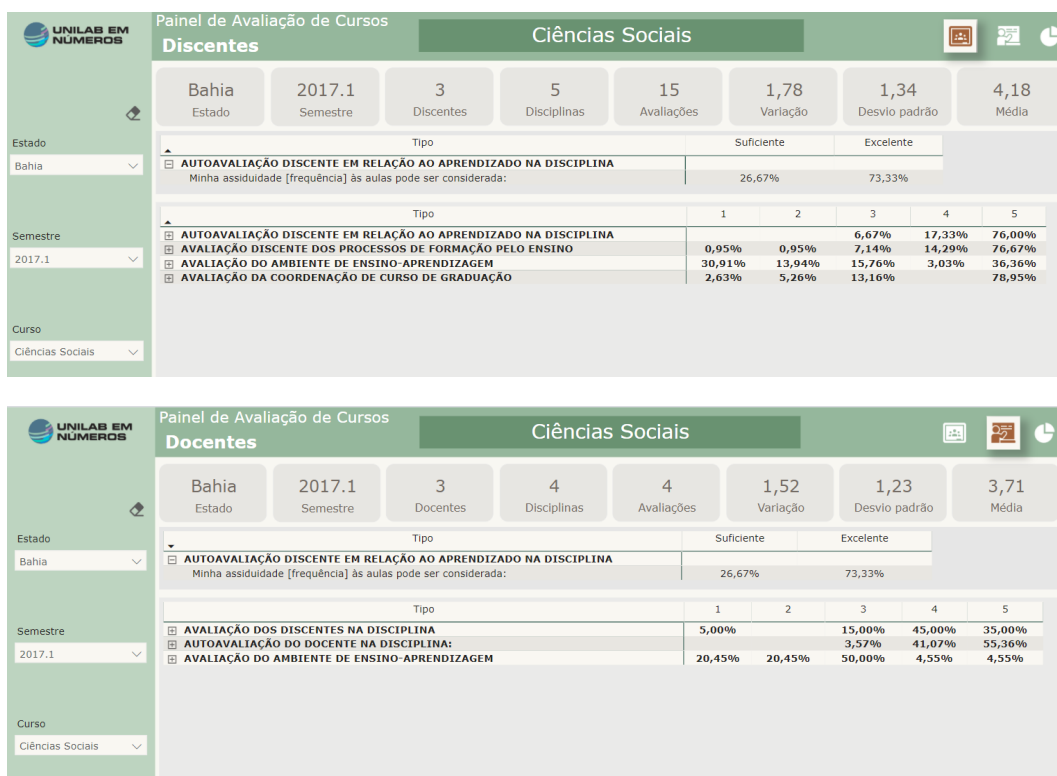 UNILAB EM
NÚMEROS
Painel de Avaliação de Cursos
Discentes
Ciências Sociais
Bahia
Estado
2017.1
Semestre
3
Discentes
5
Disciplinas
15
Avaliações
1,78
Variação
1,34
Desvio padrão
4,18
Média
Estado
Bahia
Semestre
2017.1
Curso
Ciências Sociais
Tipo Suficiente Excelente
AUTOAVALIAÇÃO DISCENTE EM RELAÇÃO AO APRENDIZADO NA DISCIPLINA
Minha assiduidade [frequência] às aulas pode ser considerada: 26,67% 73,33%
Tipo 1 2 3 4 5
AUTOAVALIAÇÃO DISCENTE EM RELAÇÃO AO APRENDIZADO NA DISCIPLINA 6,67% 17,33% 76,00%
AVALIAÇÃO DISCENTE DOS PROCESSOS DE FORMAÇÃO PELO ENSINO 0,95% 0,95% 7,14% 14,29% 76,67%
AVALIAÇÃO DO AMBIENTE DE ENSINO-APRENDIZAGEM 30,91% 13,94% 15,76% 3,03% 36,36%
AVALIAÇÃO DA COORDENAÇÃO DE CURSO DE GRADUAÇÃO 2,63% 5,26% 13,16% 78,95%
UNILAB EM
NÚMEROS
Painel de Avaliação de Cursos
Docentes
Ciências Sociais
Bahia
Estado
2017.1
Semestre
3
Docentes
4
Disciplinas
4
Avaliações
1,52
Variação
1,23
Desvio padrão
3,71
Média
Estado
Bahia
Semestre
2017.1
Curso
Ciências Sociais
Tipo Suficiente Excelente
AUTOAVALIAÇÃO DISCENTE EM RELAÇÃO AO APRENDIZADO NA DISCIPLINA
Minha assiduidade [frequência] às aulas pode ser considerada: 26,67% 73,33%
Tipo 1 2 3 4 5
AVALIAÇÃO DOS DISCENTES NA DISCIPLINA 5,00% 15,00% 45,00% 35,00%
AUTOAVALIAÇÃO DO DOCENTE NA DISCIPLINA: 3,57% 41,07% 55,36%
AVALIAÇÃO DO AMBIENTE DE ENSINO-APRENDIZAGEM 20,45% 20,45% 50,00% 4,55% 4,55%